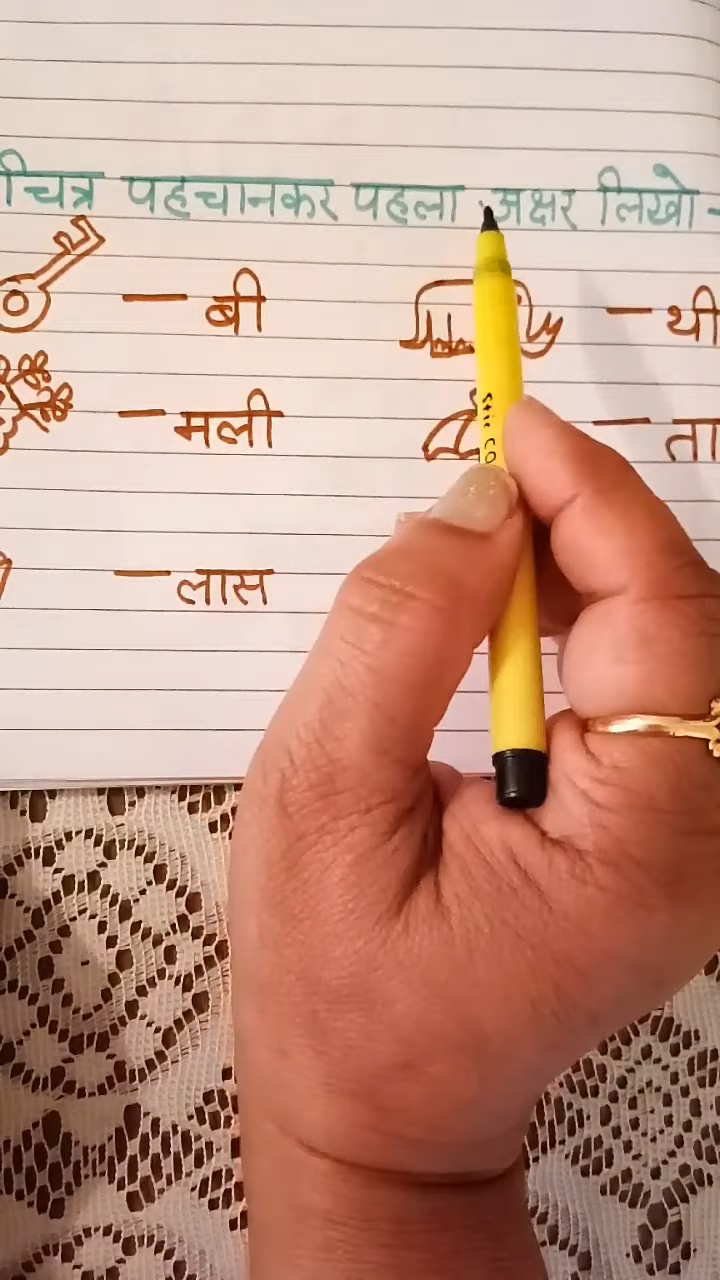 चित्र पहचानकर पहला अक्षर लिखो -
— बी — थी
— मली — ता
— लास